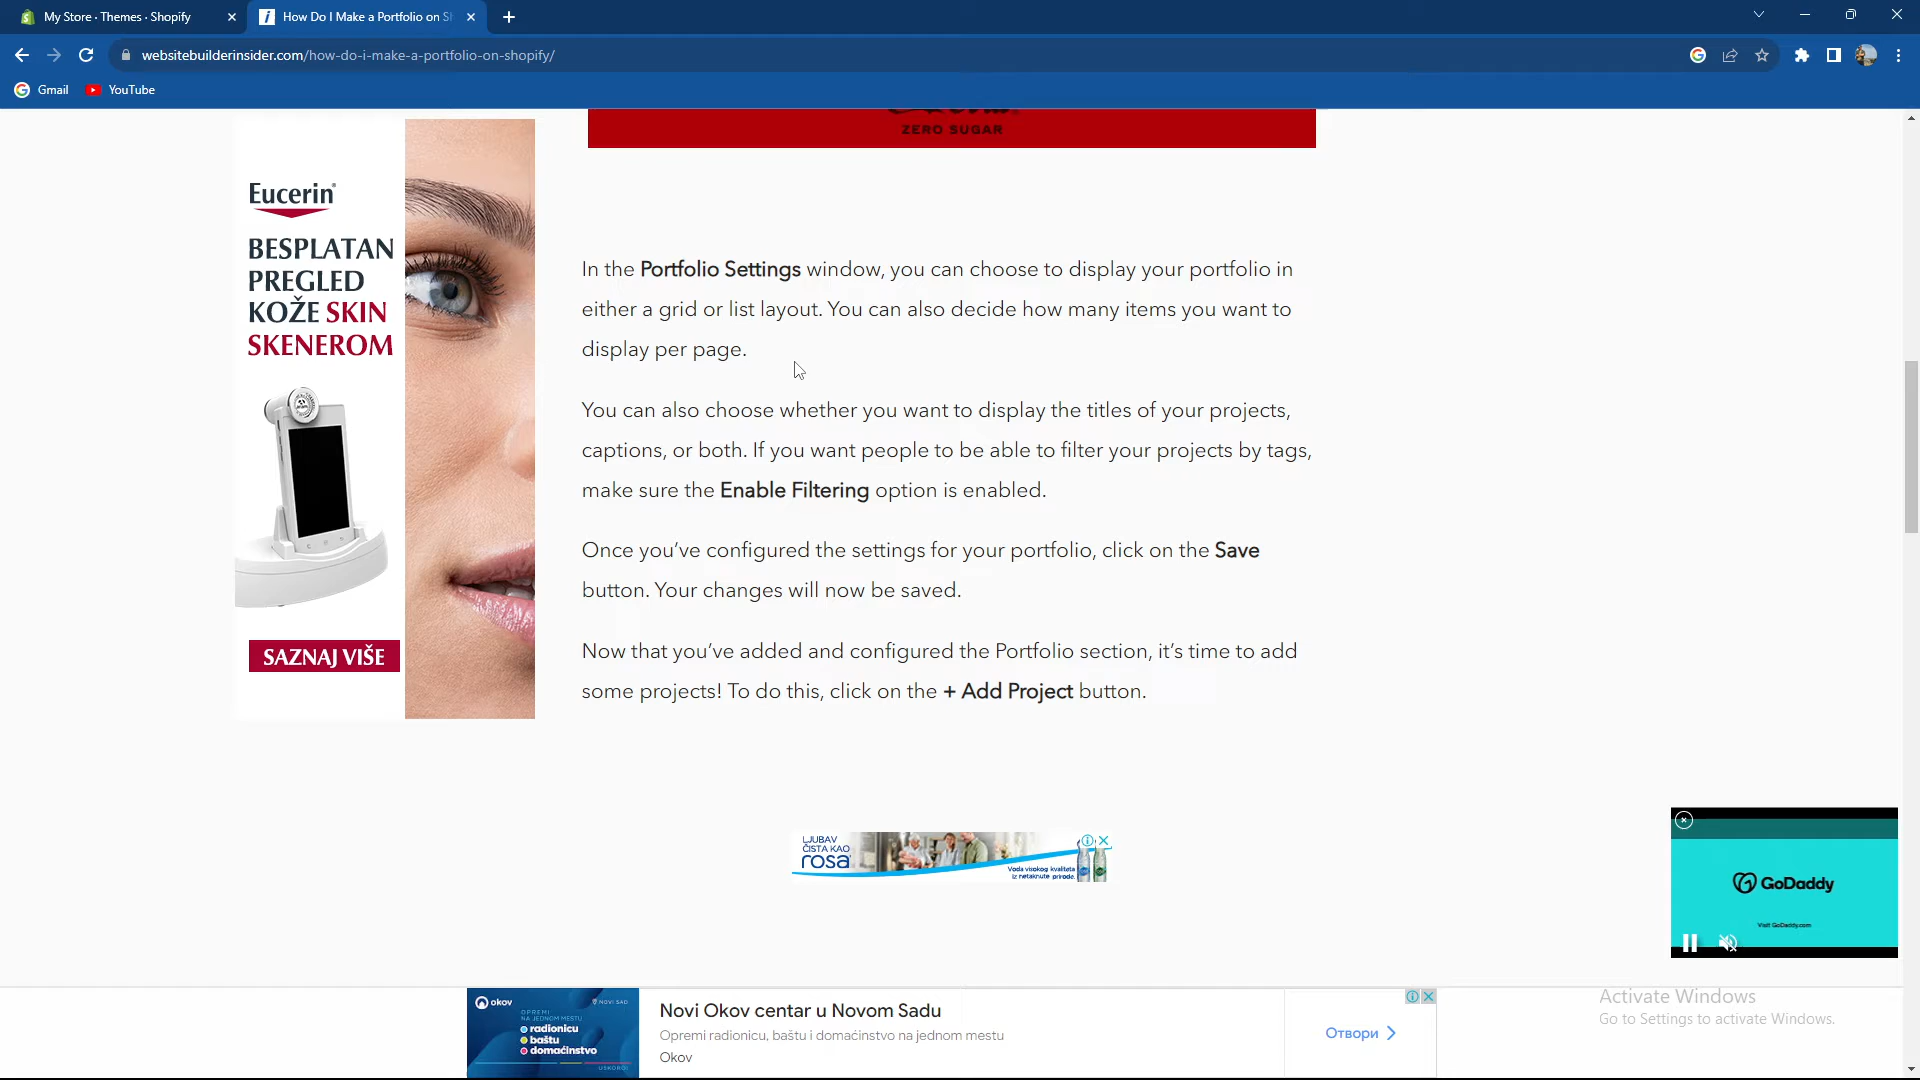 My Store · Themes · Shopify
How Do I Make a Portfolio on S
websitebuilderinsider.com/how-do-i-make-a-portfolio-on-shopify/
Gmail
YouTube
ZERO SUGAR
Eucerin
BESPLATAN
PREGLED
KOŽE SKIN
SKENEROM
SAZNAJ VIŠE
In the Portfolio Settings window, you can choose to display your portfolio in
either a grid or list layout. You can also decide how many items you want to
display per page.
You can also choose whether you want to display the titles of your projects,
captions, or both. If you want people to be able to filter your projects by tags,
make sure the Enable Filtering option is enabled.
Once you've configured the settings for your portfolio, click on the Save
button. Your changes will now be saved.
Now that you've added and configured the Portfolio section, it's time to add
some projects! To do this, click on the + Add Project button.
LJUBAV
ČISTA KAO
rosa
Voda visokog kvaliteta
iz netaknute prirode.
GoDaddy
Visit GoDaddy.com
okov
NOVI SAD
OPREMI
NA JEDNOM MESTU
radionicu
baštu
domaćinstvo
USKORO!
Novi Okov centar u Novom Sadu
Opremi radionicu, baštu i domaćinstvo na jednom mestu
Okov
Отвори
Activate Windows
Go to Settings to activate Windows.